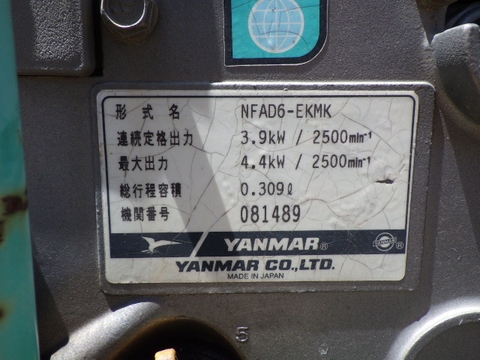 形式名 NFAD6-EKMK
連続定格出力 3.9kW / 2500min⁻¹
最大出力 4.4kW / 2500min⁻¹
総行程容積 0.309ℓ
機関番号 081489
YANMAR®
YANMAR CO.,LTD.
MADE IN JAPAN
5